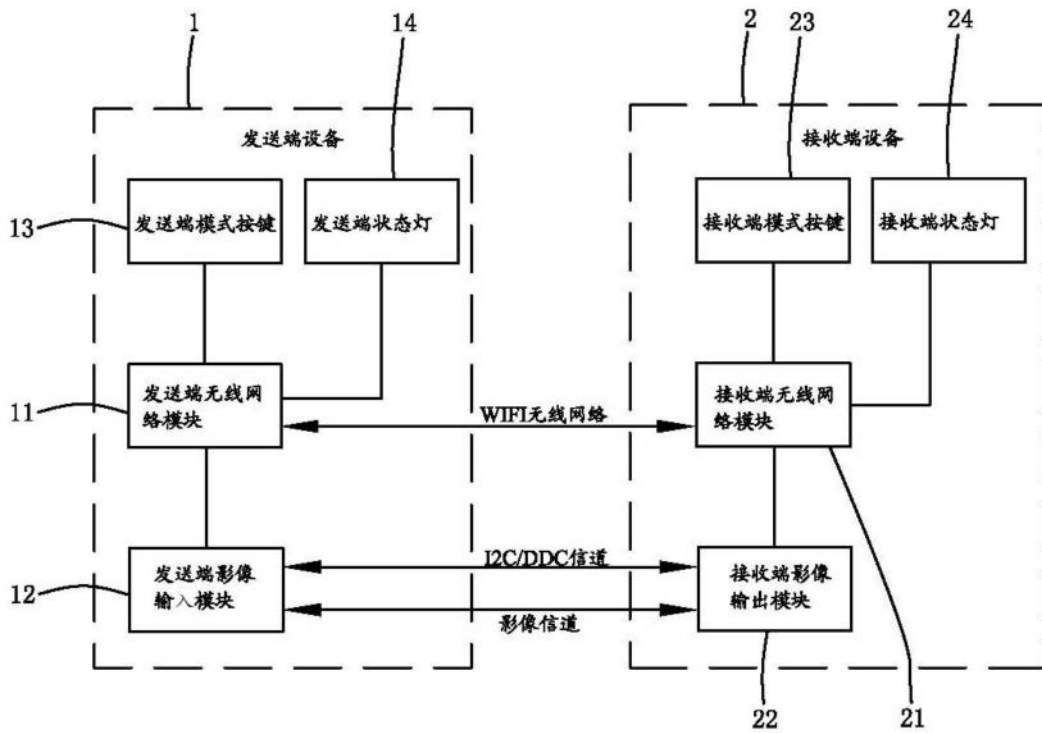 1
14
2
23
24
发送端设备
接收端设备
13
发送端模式按键
发送端状态灯
接收端模式按键
接收端状态灯
11
发送端无线网
络模块
WIFI无线网络
接收端无线网
络模块
12
发送端影像
输入模块
I2C/DDC信道
影像信道
接收端影像
输出模块
22
21